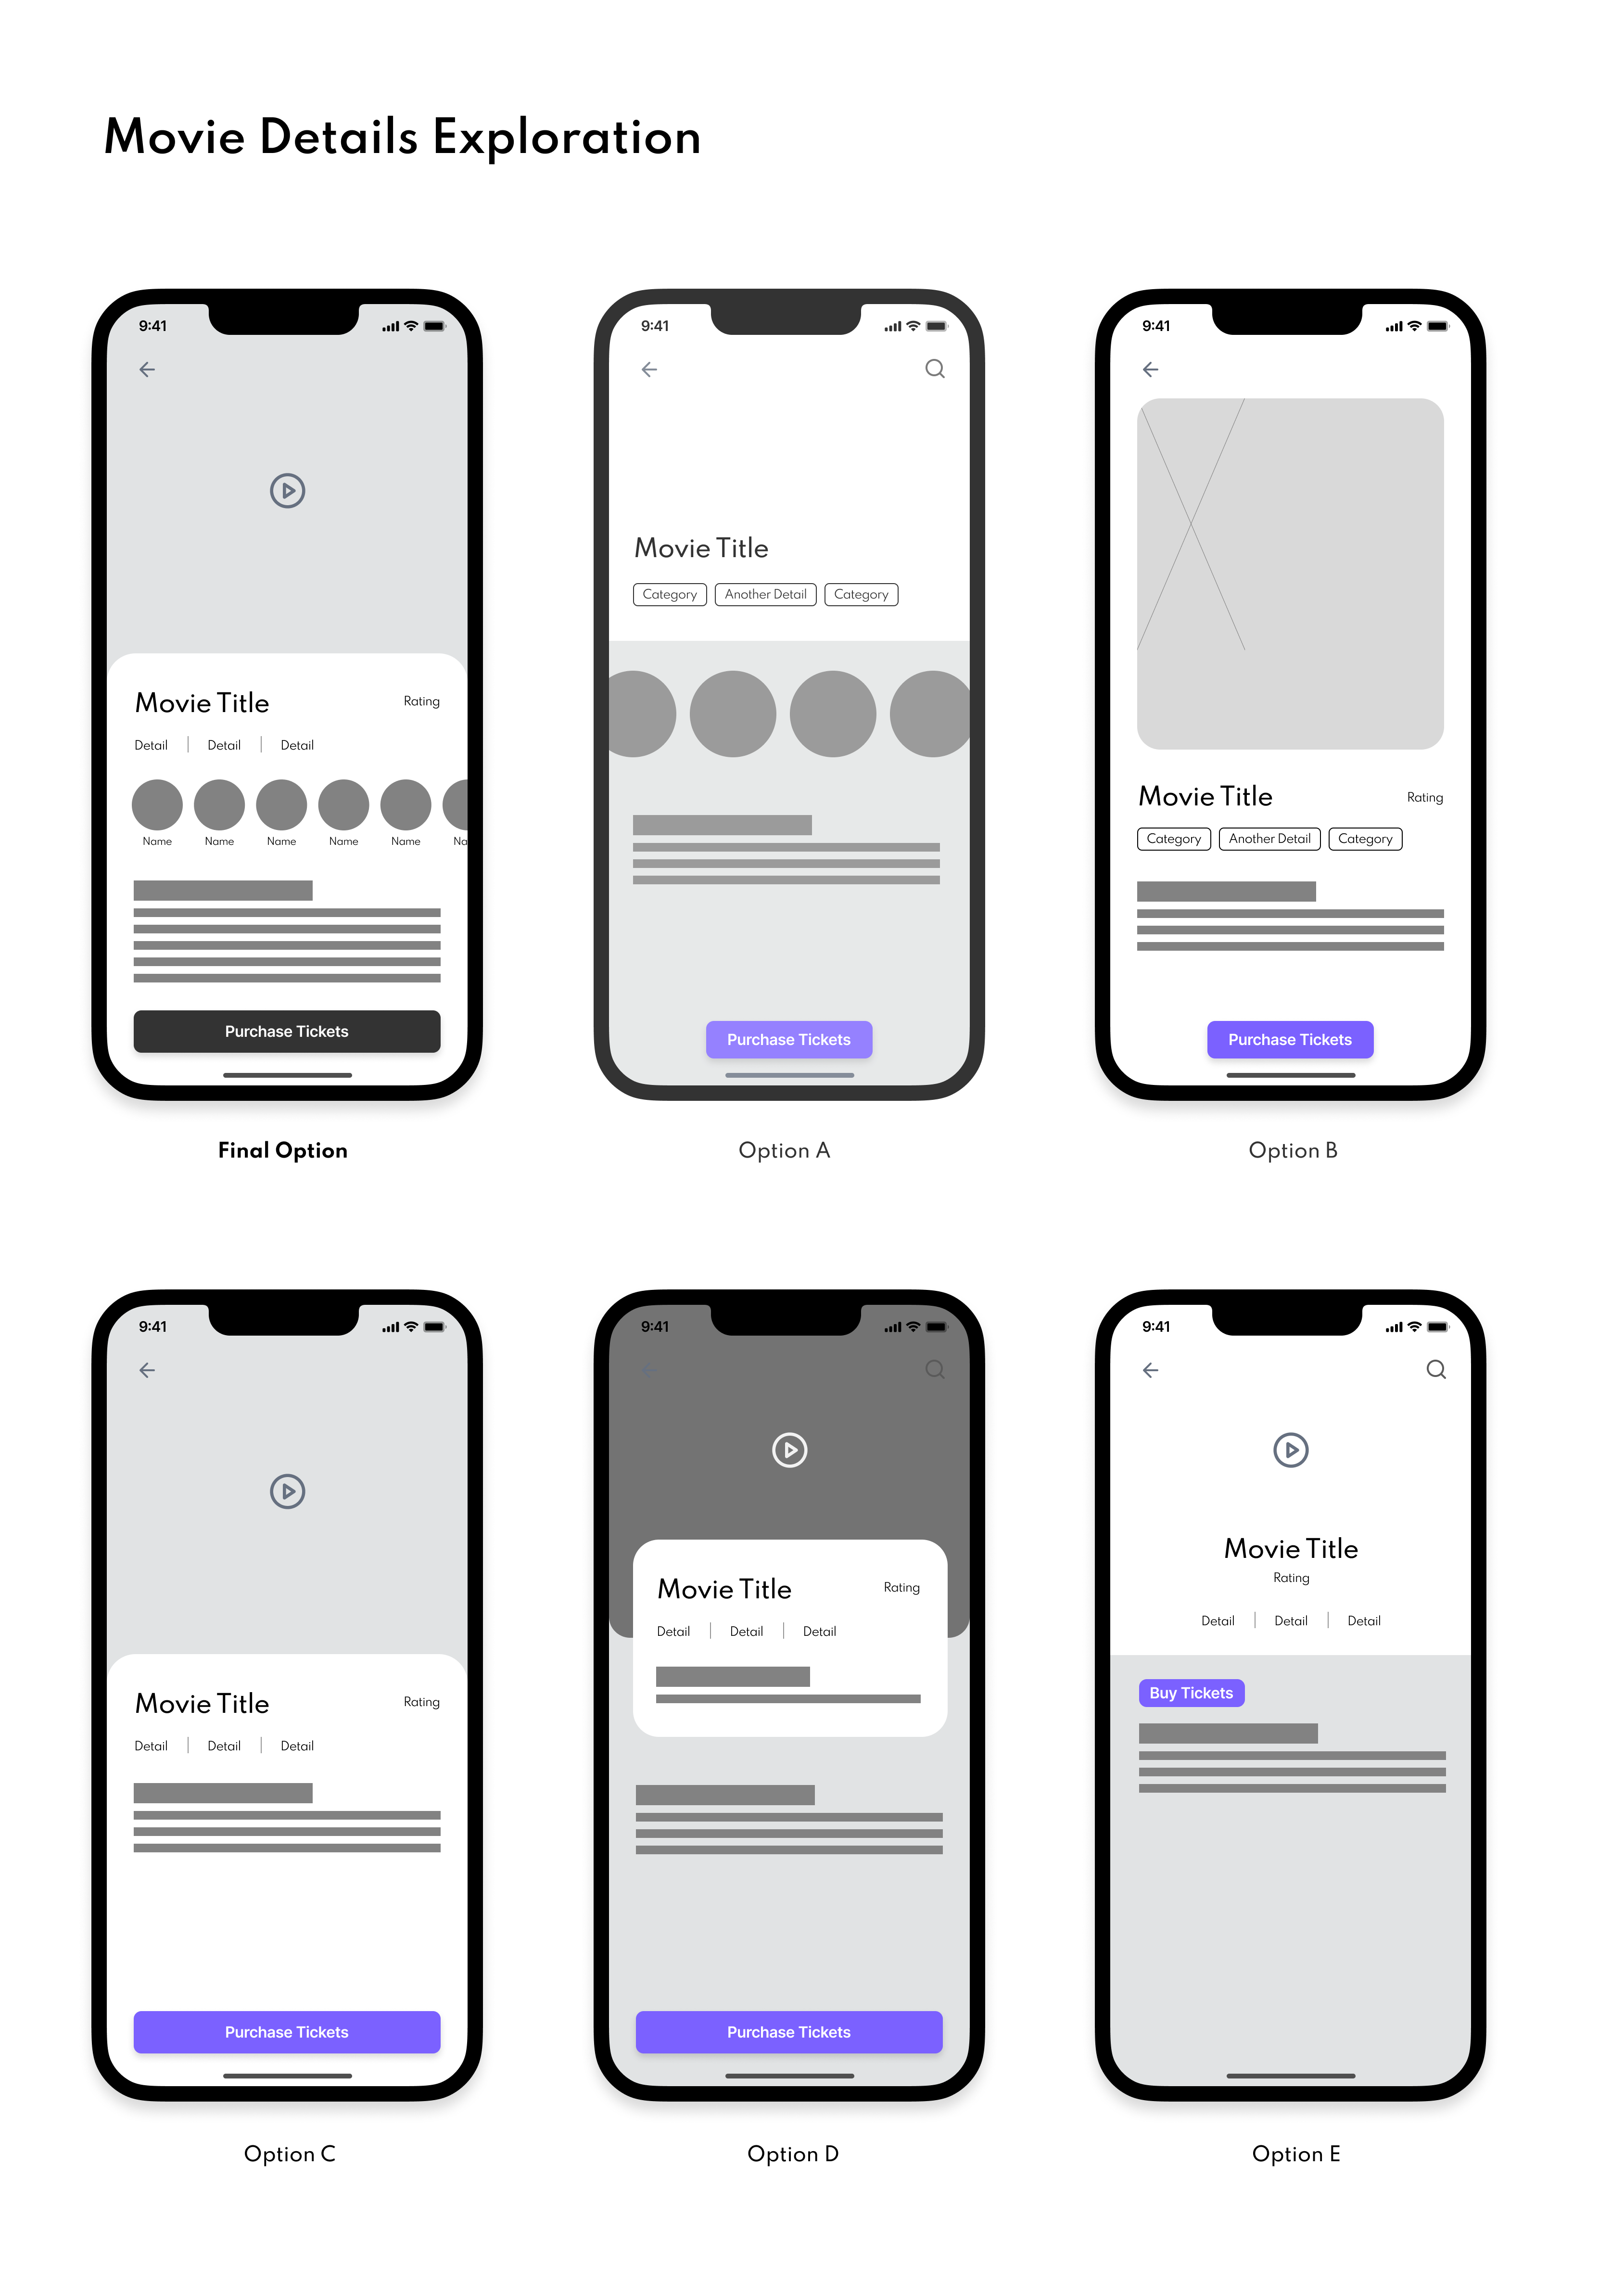 Movie Details Exploration
9:41
Movie Title Rating
Detail Detail Detail
Name Name Name Name Name Na
Purchase Tickets
Final Option
9:41
Movie Title
Category Another Detail Category
Purchase Tickets
Option A
9:41
Movie Title Rating
Category Another Detail Category
Purchase Tickets
Option B
9:41
Movie Title Rating
Detail Detail Detail
Purchase Tickets
Option C
9:41
Movie Title Rating
Detail Detail Detail
Purchase Tickets
Option D
9:41
Movie Title
Rating
Detail Detail Detail
Buy Tickets
Option E